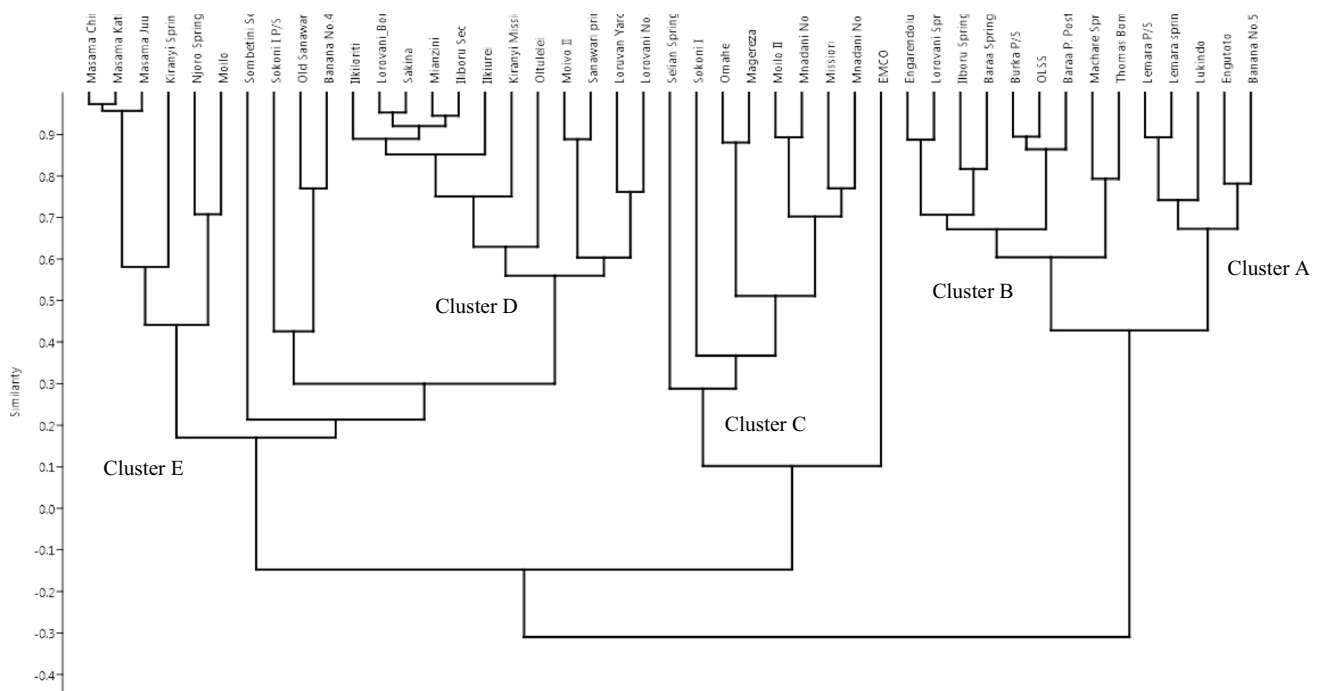 Masama Chii
Masama Kati
Masama Juu
Kiranyi Sprin
Njoro Spring
Moilo
Sombetini Se
Sokoni I P/S
Old Sanawar
Banana No.4
Ilkiloriti
Lorovani_Bor
Sakina
Mianzini
Ilboru Sec
Ilkiurei
Kiranyi Missi
Oltulelei
Moivo II
Sanawari prii
Loruvan Yard
Lorovani No.
Seiian Spring
Sokoni I
Omahe
Magereza
Moilo II
Mnadani No
Missiori
Mnadani No
EMCO
Engarendolu
Lorovani Spr
Ilboru Spring
Baraa Spring
Burka P/S
OLSS
Baraa P. Post
Machare Spr
Thomas Bom
Lemara P/S
Lemara sprin
Lukindo
Engutoto
Banana No.5
0.9
0.8
0.7
0.6
0.5
0.4
0.3
0.2
0.1
0.0
-0.1
-0.2
-0.3
-0.4
Similarity
Cluster A
Cluster B
Cluster D
Cluster C
Cluster E